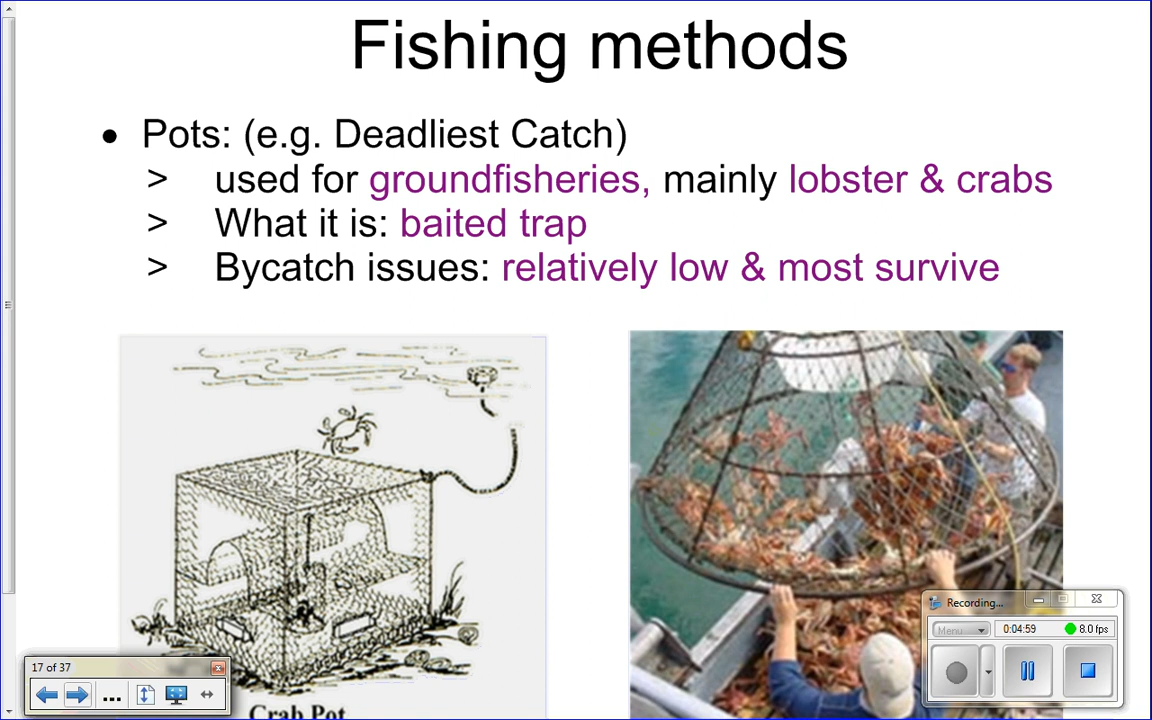 Fishing methods
• Pots: (e.g. Deadliest Catch)
> used for groundfisheries, mainly lobster & crabs
> What it is: baited trap
> Bycatch issues: relatively low & most survive
Crab Pot
Recording...
Menu
0:04:59
8.0 fps
17 of 37
...